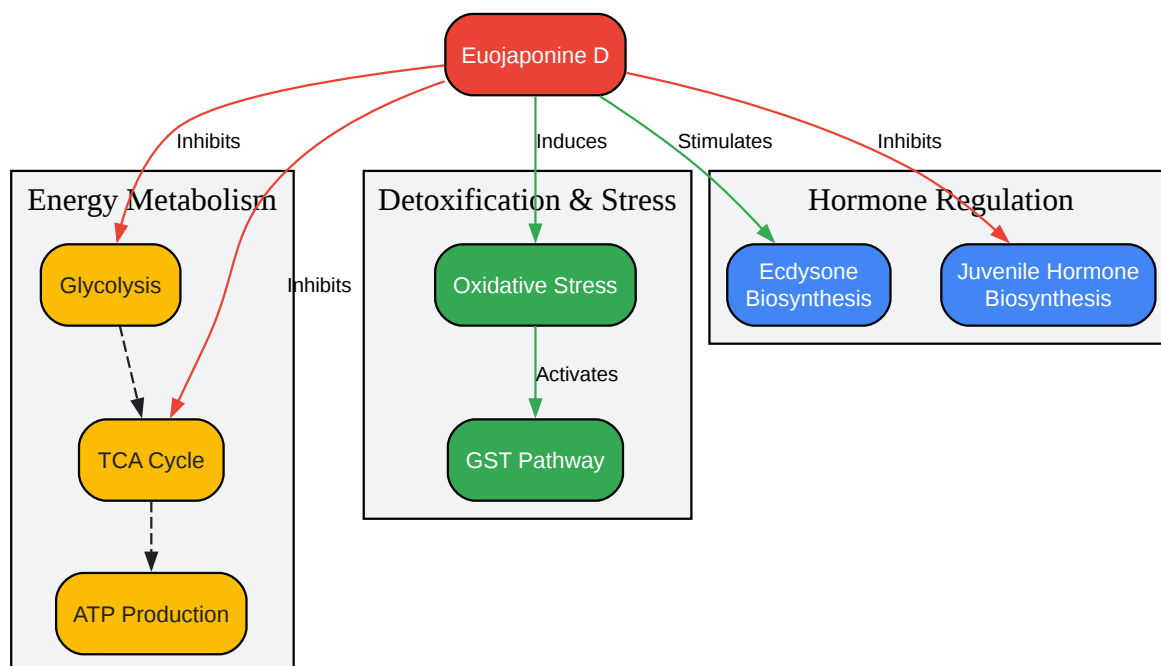 Euojaponine D
Inhibits
Induces
Stimulates
Inhibits
Energy Metabolism
Detoxification & Stress
Hormone Regulation
Glycolysis
Inhibits
Oxidative Stress
Ecdysone
Biosynthesis
Juvenile Hormone
Biosynthesis
Activates
TCA Cycle
GST Pathway
ATP Production